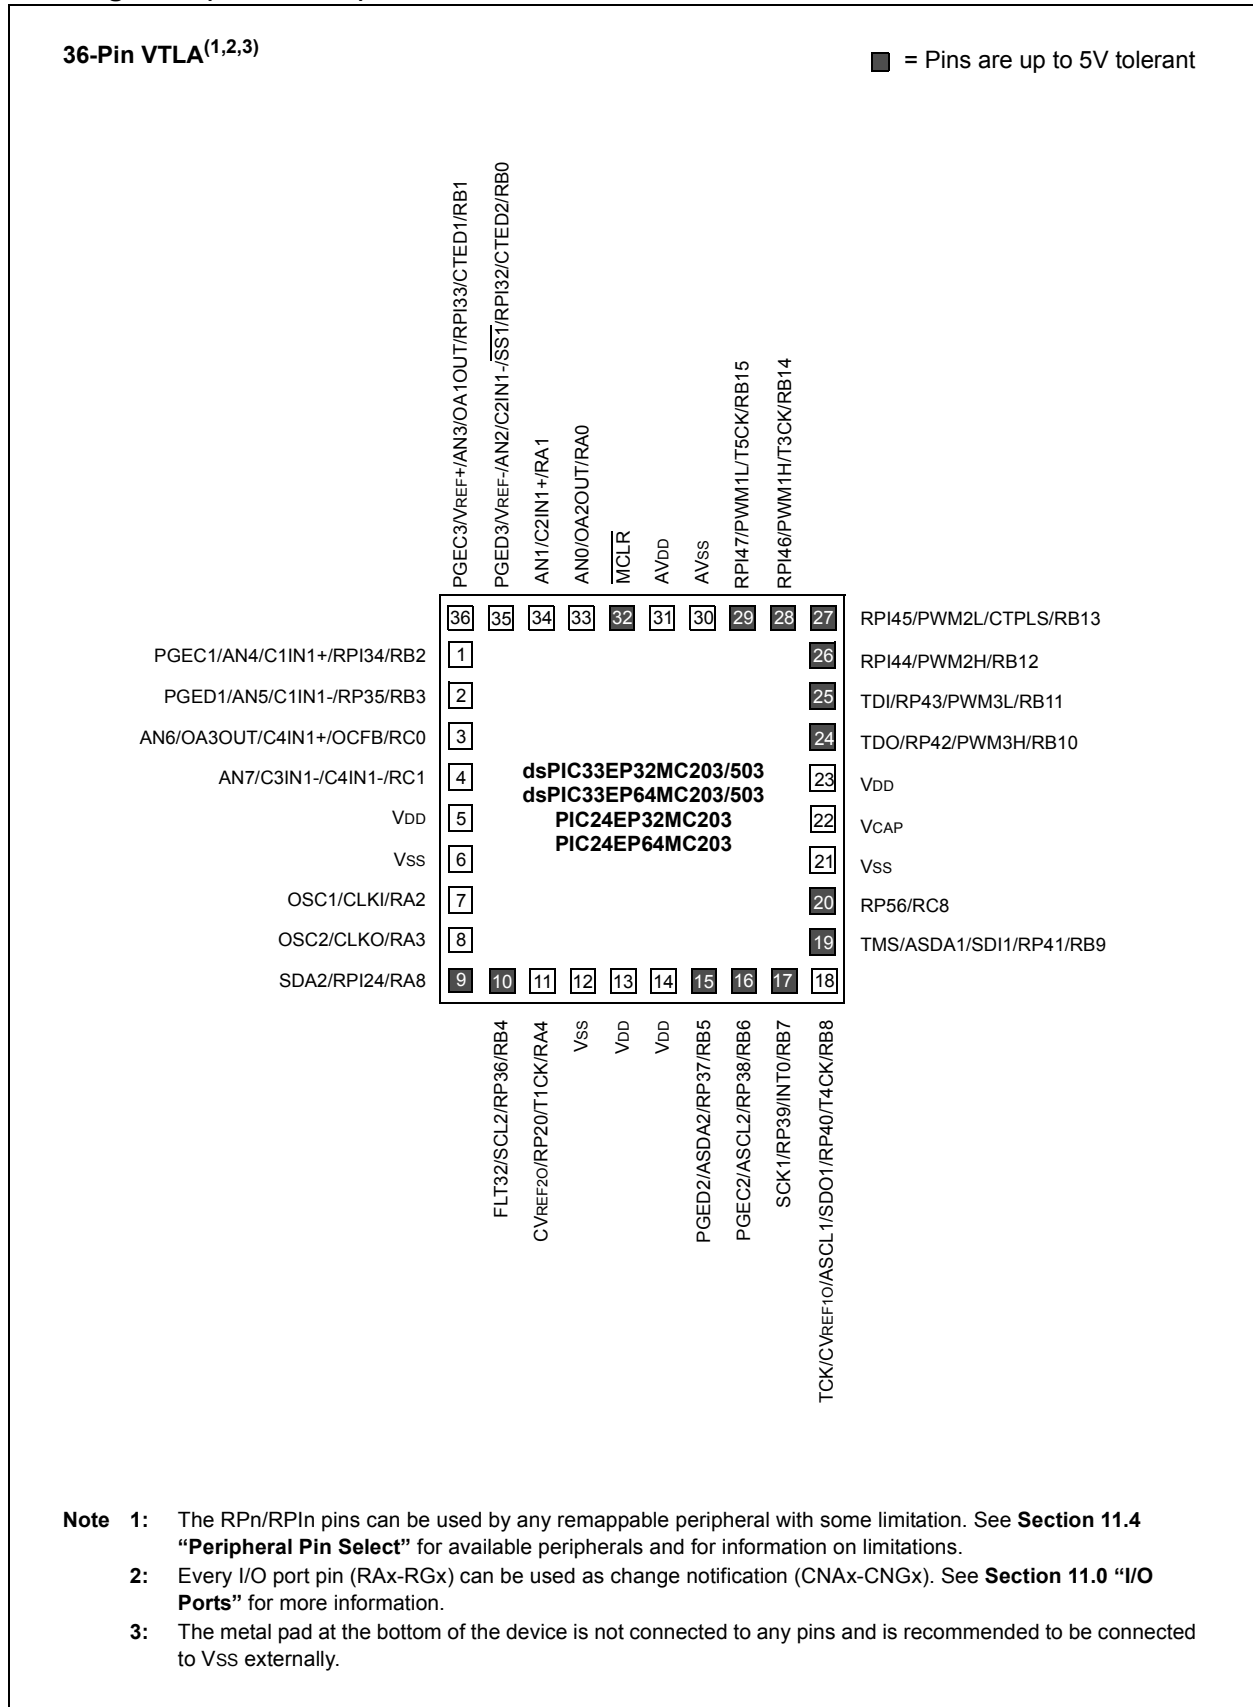 36-Pin VTLA(1,2,3)
= Pins are up to 5V tolerant
PGEC3/VREF+/AN3/OA1OUT/RPI33/CTED1/RB1
PGED3/VREF-/AN2/C2IN1-/SS1/RPI32/CTED2/RB0
AN1/C2IN1+/RA1
AN0/OA2OUT/RA0
MCLR
AVDD
AVSS
RPI47/PWM1L/T5CK/RB15
RPI46/PWM1H/T3CK/RB14
36 35 34 33 32 31 30 29 28 27 RPI45/PWM2L/CTPLS/RB13
PGEC1/AN4/C1IN1+/RPI34/RB2 1 26 RPI44/PWM2H/RB12
PGED1/AN5/C1IN1-/RP35/RB3 2 25 TDI/RP43/PWM3L/RB11
AN6/OA3OUT/C4IN1+/OCFB/RC0 3 24 TDO/RP42/PWM3H/RB10
AN7/C3IN1-/C4IN1-/RC1 4 23 VDD
dsPIC33EP32MC203/503
dsPIC33EP64MC203/503
PIC24EP32MC203
PIC24EP64MC203
VDD 5 22 VCAP
VSS 6 21 VSS
OSC1/CLKI/RA2 7 20 RP56/RC8
OSC2/CLKO/RA3 8 19 TMS/ASDA1/SDI1/RP41/RB9
SDA2/RPI24/RA8 9 10 11 12 13 14 15 16 17 18
FLT32/SCL2/RP36/RB4
CVREF2O/RP20/T1CK/RA4
VSS
VDD
VDD
PGED2/ASDA2/RP37/RB5
PGEC2/ASCL2/RP38/RB6
SCK1/RP39/INT0/RB7
TCK/CVREF1O/ASCL1/SDO1/RP40/T4CK/RB8
Note 1: The RPn/RPIn pins can be used by any remappable peripheral with some limitation. See Section 11.4
“Peripheral Pin Select” for available peripherals and for information on limitations.
2: Every I/O port pin (RAx-RGx) can be used as change notification (CNAx-CNGx). See Section 11.0 “I/O
Ports” for more information.
3: The metal pad at the bottom of the device is not connected to any pins and is recommended to be connected
to VSS externally.